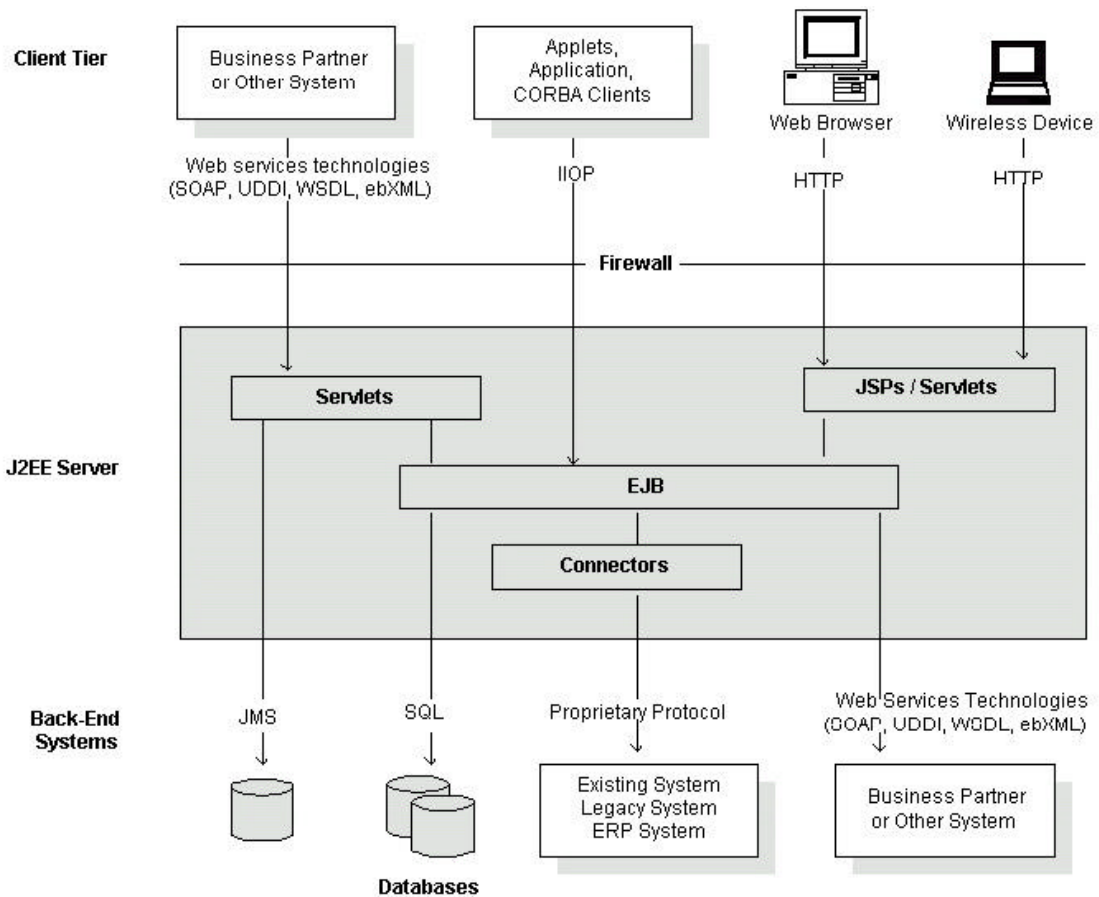 Client Tier
Business Partner
or Other System
Applets,
Application,
CORBA Clients
Web Browser
Wireless Device
Web services technologies
(SOAP, UDDI, WSDL, ebXML)
IIOP
HTTP
HTTP
Firewall
J2EE Server
Servlets
JSPs / Servlets
EJB
Connectors
Back-End
Systems
JMS
SQL
Proprietary Protocol
Web Services Technologies
(SOAP, UDDI, WSDL, ebXML)
Existing System
Legacy System
ERP System
Business Partner
or Other System
Databases